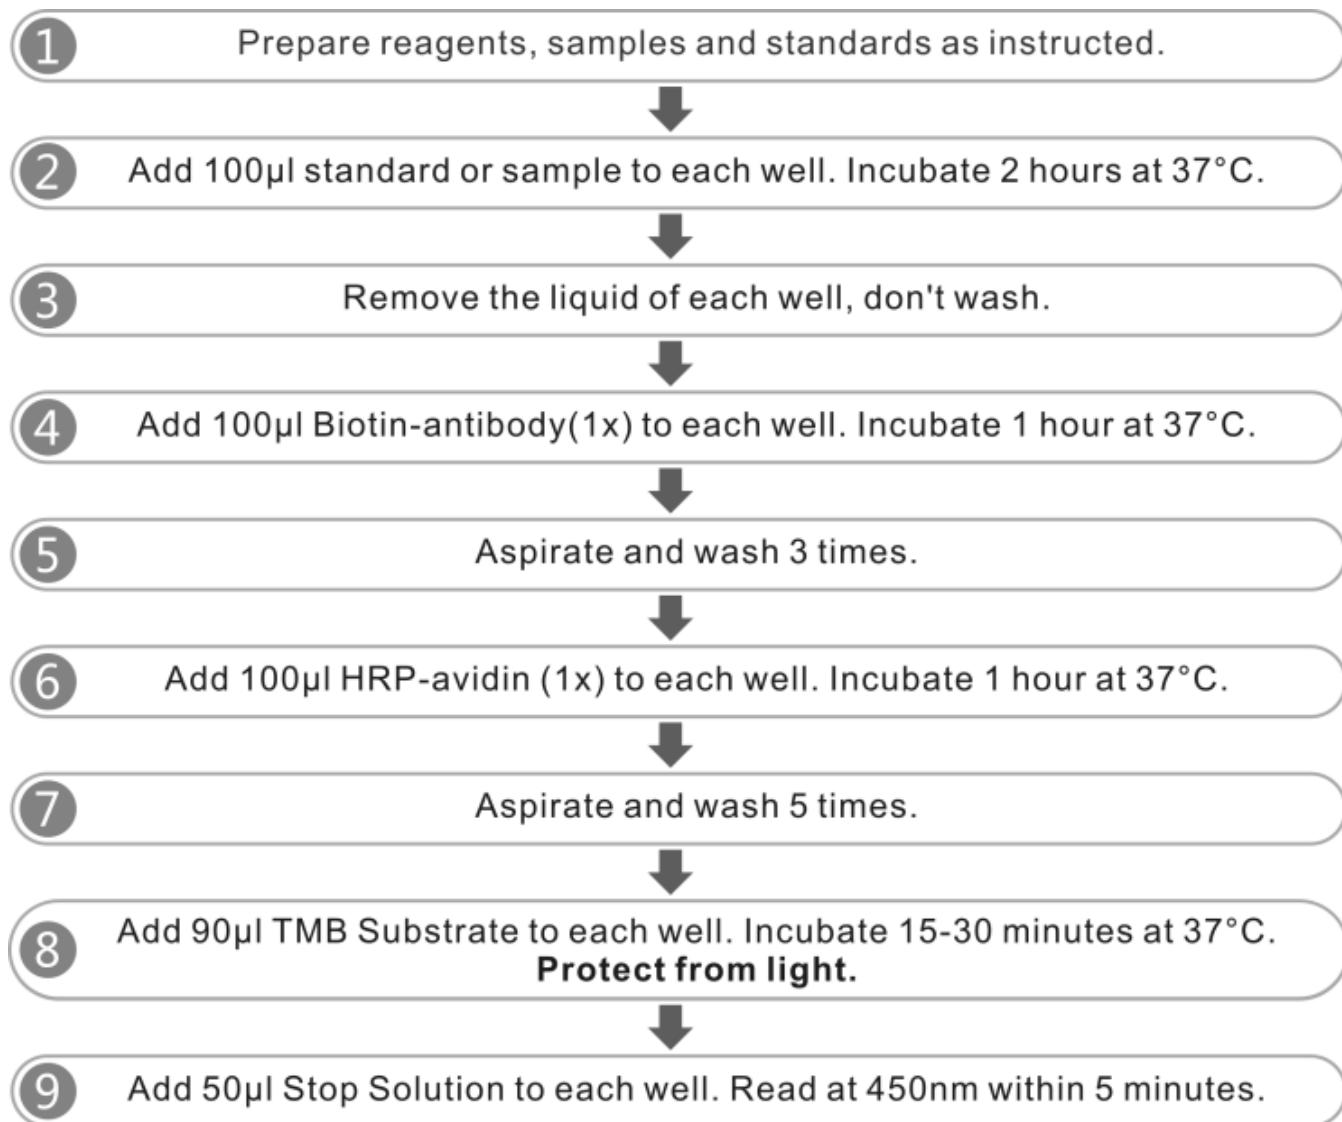 1 Prepare reagents, samples and standards as instructed.
2 Add 100µl standard or sample to each well. Incubate 2 hours at 37°C.
3 Remove the liquid of each well, don't wash.
4 Add 100µl Biotin-antibody(1x) to each well. Incubate 1 hour at 37°C.
5 Aspirate and wash 3 times.
6 Add 100µl HRP-avidin (1x) to each well. Incubate 1 hour at 37°C.
7 Aspirate and wash 5 times.
8 Add 90µl TMB Substrate to each well. Incubate 15-30 minutes at 37°C.
Protect from light.
9 Add 50µl Stop Solution to each well. Read at 450nm within 5 minutes.